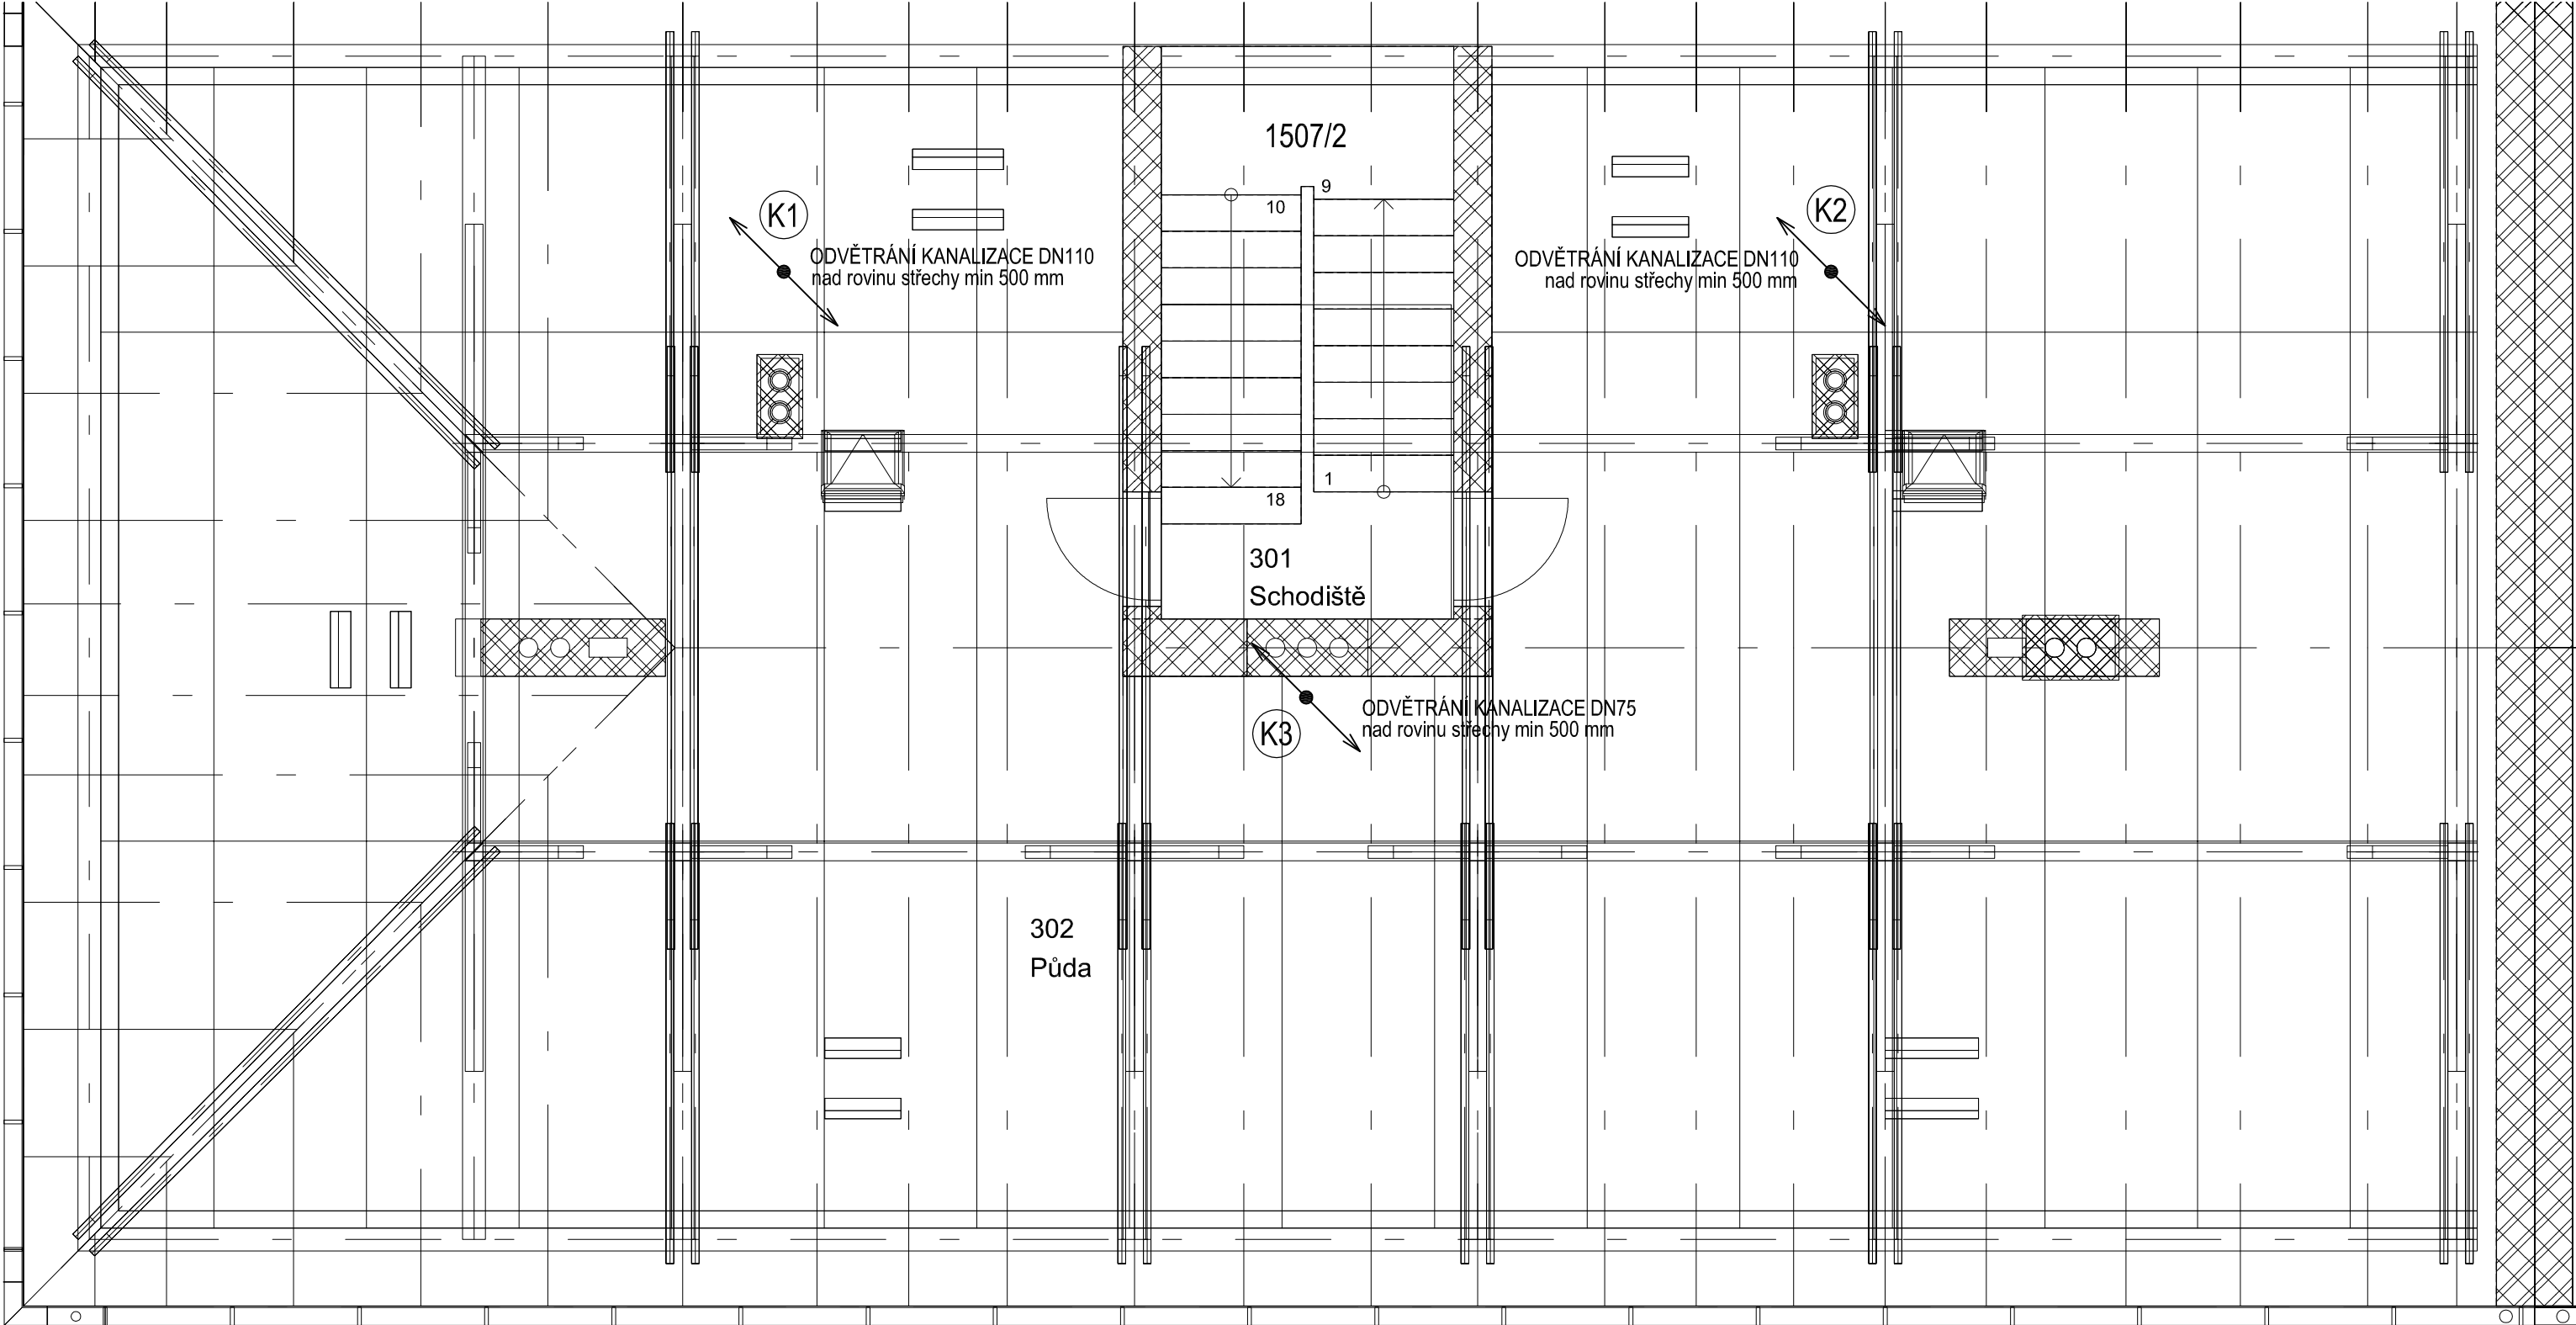 1507/2
9
10
K1
ODVĚTRÁNÍ KANALIZACE DN110
nad rovinu střechy min 500 mm
K2
ODVĚTRÁNÍ KANALIZACE DN110
nad rovinu střechy min 500 mm
1
18
301
Schodiště
K3
ODVĚTRÁNÍ KANALIZACE DN75
nad rovinu střechy min 500 mm
302
Půda